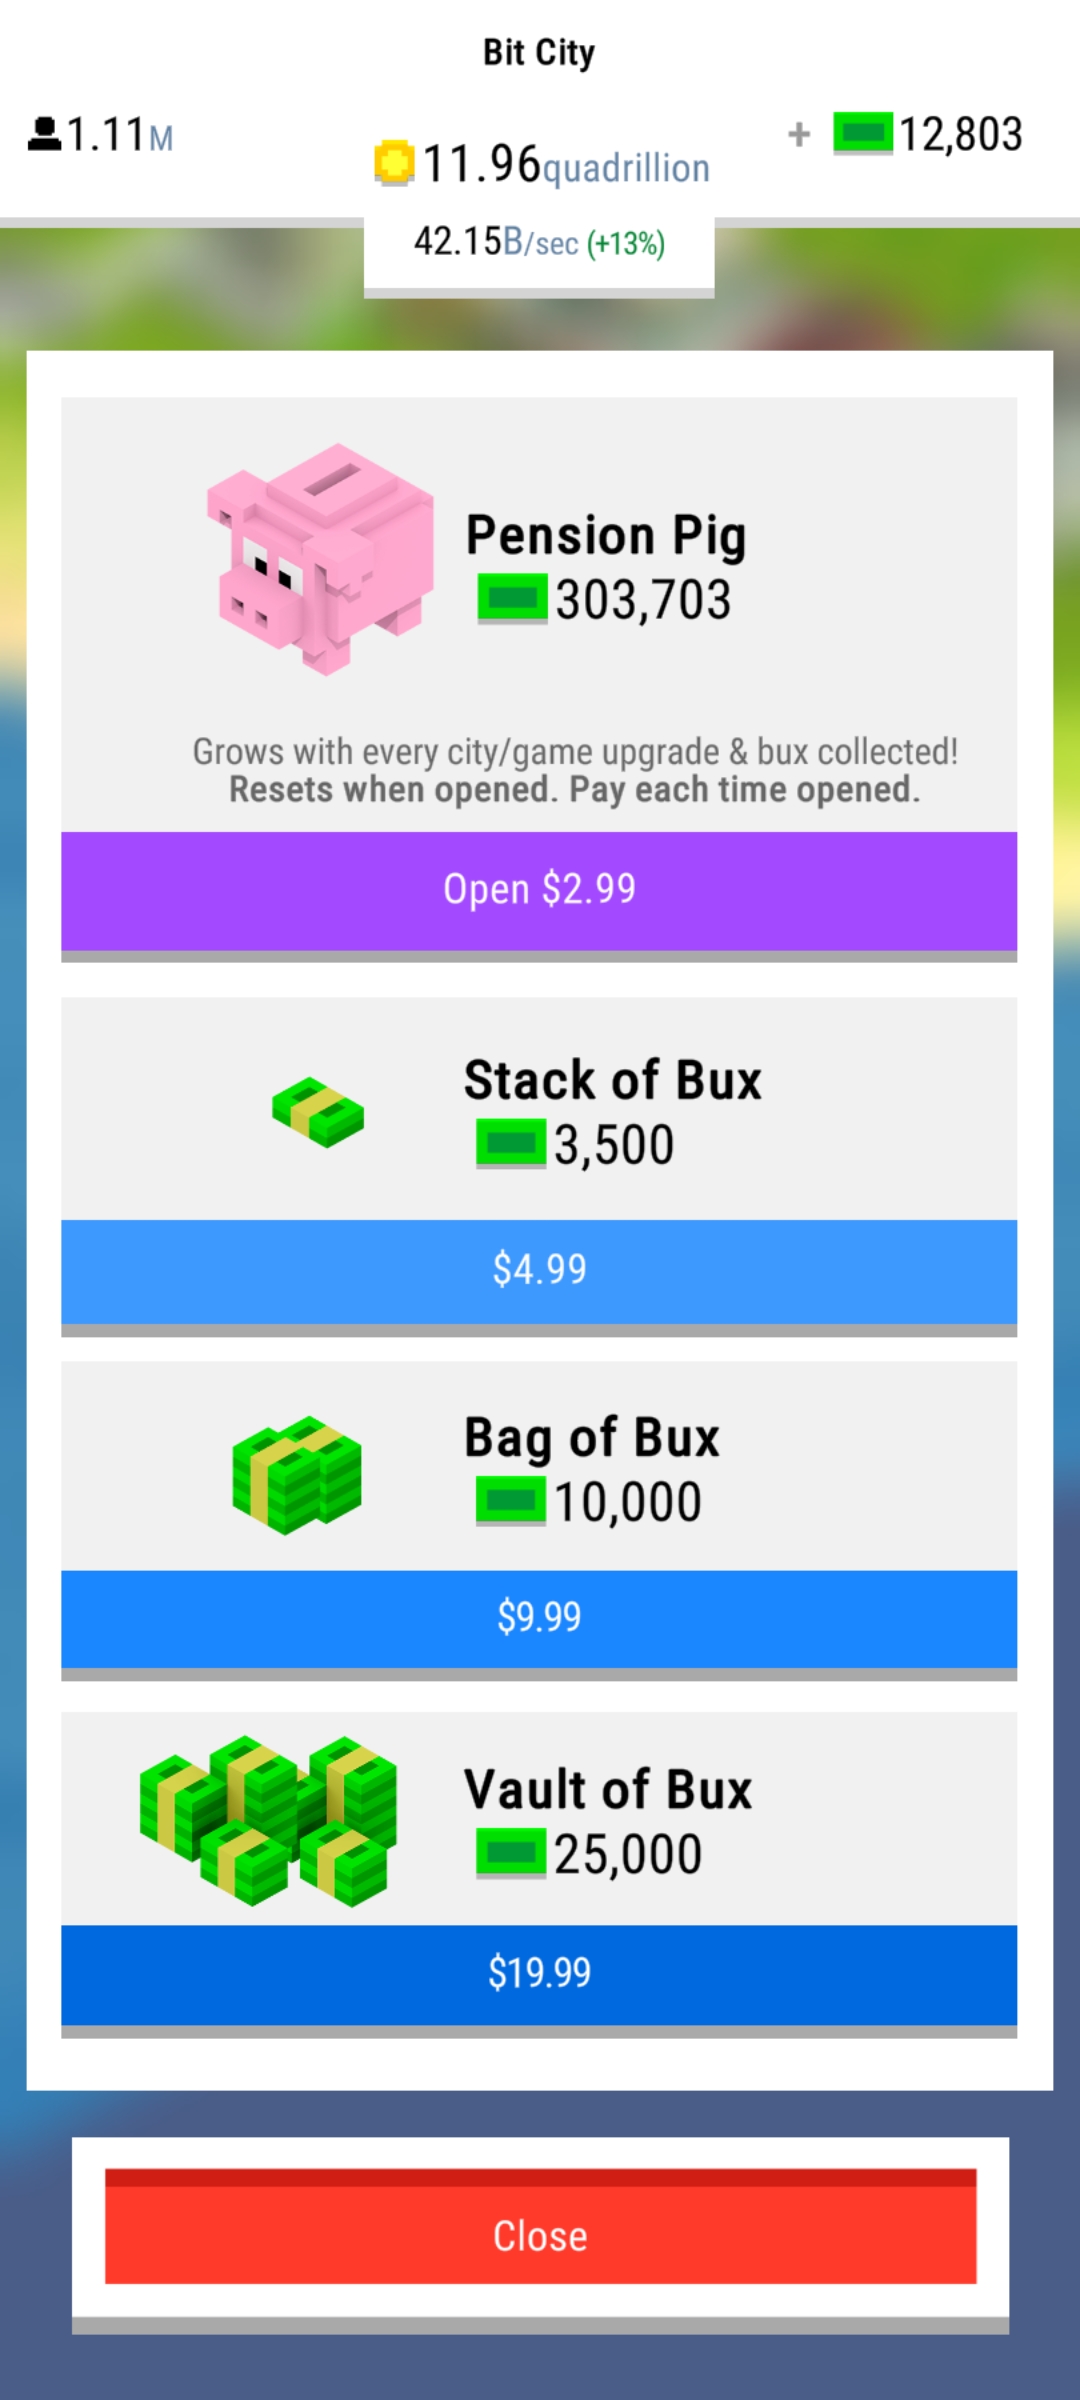 Bit City
1.11M
+ 12,803
11.96quadrillion
42.15B/sec (+13%)
Pension Pig
303,703
Grows with every city/game upgrade & bux collected!
Resets when opened. Pay each time opened.
Open $2.99
Stack of Bux
3,500
$4.99
Bag of Bux
10,000
$9.99
Vault of Bux
25,000
$19.99
Close